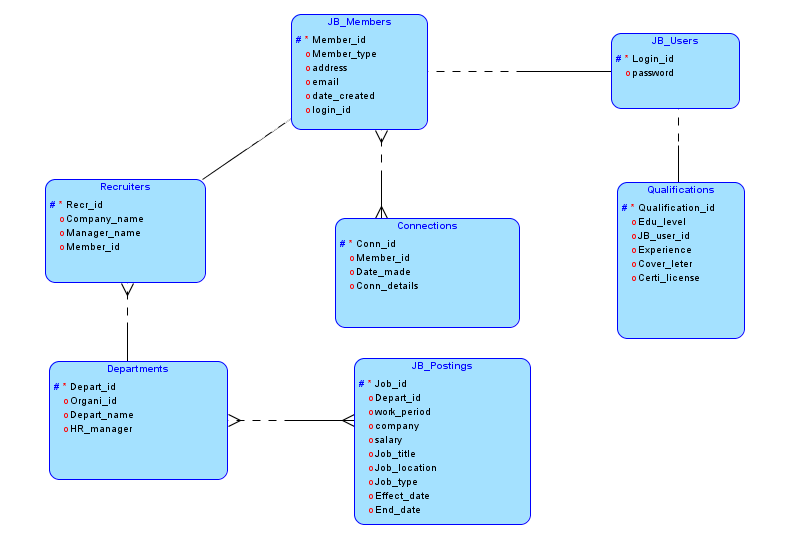 JB_Members
# * Member_id
o Member_type
o address
o email
o date_created
o login_id
JB_Users
# * Login_id
o password
Recruiters
# * Recr_id
o Company_name
o Manager_name
o Member_id
Connections
# * Conn_id
o Member_id
o Date_made
o Conn_details
Qualifications
# * Qualification_id
o Edu_level
o JB_user_id
o Experience
o Cover_leter
o Certi_license
Departments
# * Depart_id
o Organi_id
o Depart_name
o HR_manager
JB_Postings
# * Job_id
o Depart_id
o work_period
o company
o salary
o Job_title
o Job_location
o Job_type
o Effect_date
o End_date